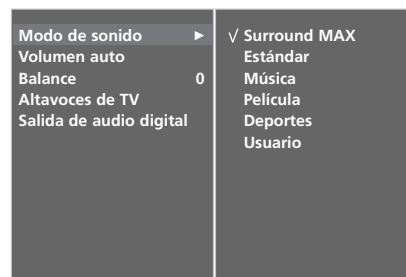 Modo de sonido ►
Volumen auto
Balance 0
Altavoces de TV
Salida de audio digital
√ Surround MAX
Estándar
Música
Película
Deportes
Usuario